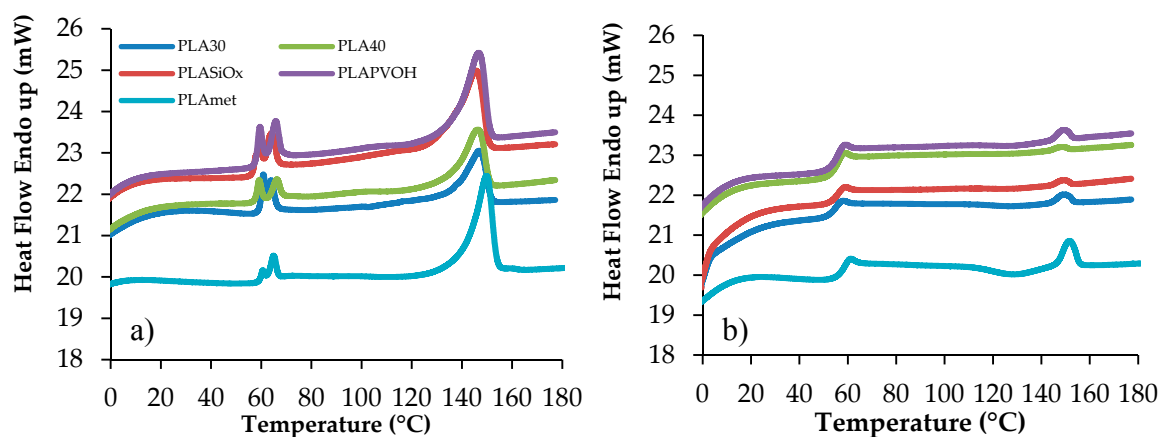 Heat Flow Endo up (mW)
26
25
24
23
22
21
20
19
18
PLA30
PLA40
PLASiOx
PLAPVOH
PLAmet
a)
0 20 40 60 80 100 120 140 160 180
Temperature (°C)
Heat Flow Endo up (mW)
26
25
24
23
22
21
20
19
18
b)
0 20 40 60 80 100 120 140 160 180
Temperature (°C)